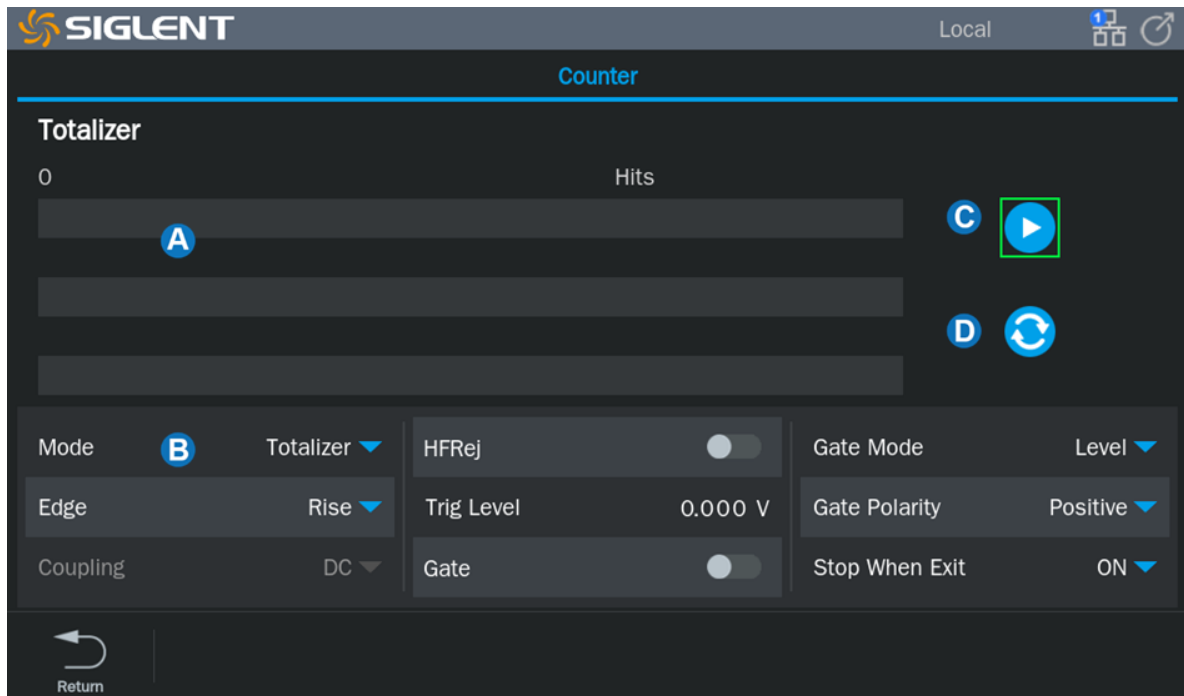 SIGLENT Local 1
Counter
Totalizer
0 Hits
A
C
D
Mode B Totalizer HFRej Gate Mode Level
Edge Rise Trig Level 0.000 V Gate Polarity Positive
Coupling DC Gate Stop When Exit ON
Return